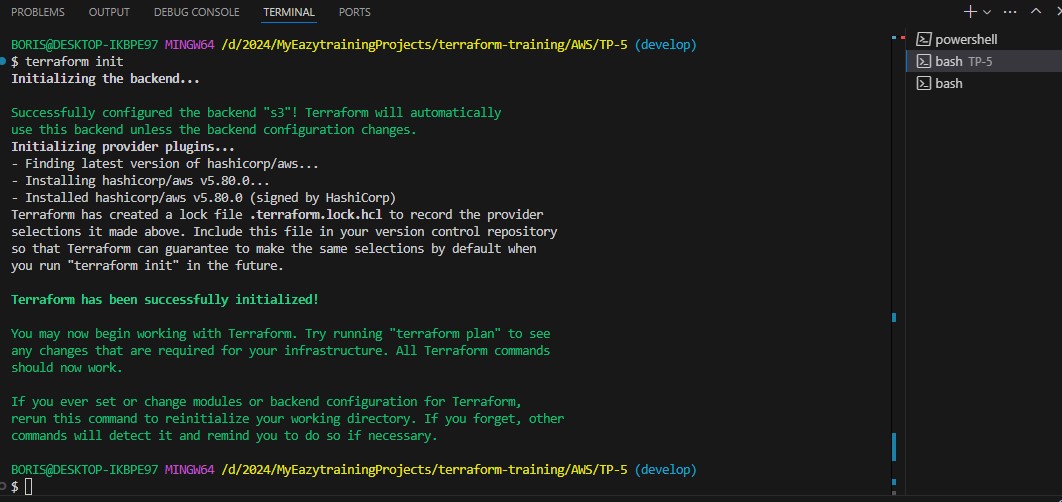 PROBLEMS OUTPUT DEBUG CONSOLE TERMINAL PORTS
BORIS@DESKTOP-IKBPE97 MINGW64 /d/2024/MyEazytrainingProjects/terraform-training/AWS/TP-5 (develop)
$ terraform init
Initializing the backend...
Successfully configured the backend "s3"! Terraform will automatically
use this backend unless the backend configuration changes.
Initializing provider plugins...
- Finding latest version of hashicorp/aws...
- Installing hashicorp/aws v5.80.0...
- Installed hashicorp/aws v5.80.0 (signed by HashiCorp)
Terraform has created a lock file .terraform.lock.hcl to record the provider
selections it made above. Include this file in your version control repository
so that Terraform can guarantee to make the same selections by default when
you run "terraform init" in the future.
Terraform has been successfully initialized!
You may now begin working with Terraform. Try running "terraform plan" to see
any changes that are required for your infrastructure. All Terraform commands
should now work.
If you ever set or change modules or backend configuration for Terraform,
rerun this command to reinitialize your working directory. If you forget, other
commands will detect it and remind you to do so if necessary.
BORIS@DESKTOP-IKBPE97 MINGW64 /d/2024/MyEazytrainingProjects/terraform-training/AWS/TP-5 (develop)
$
powershell
bash TP-5
bash